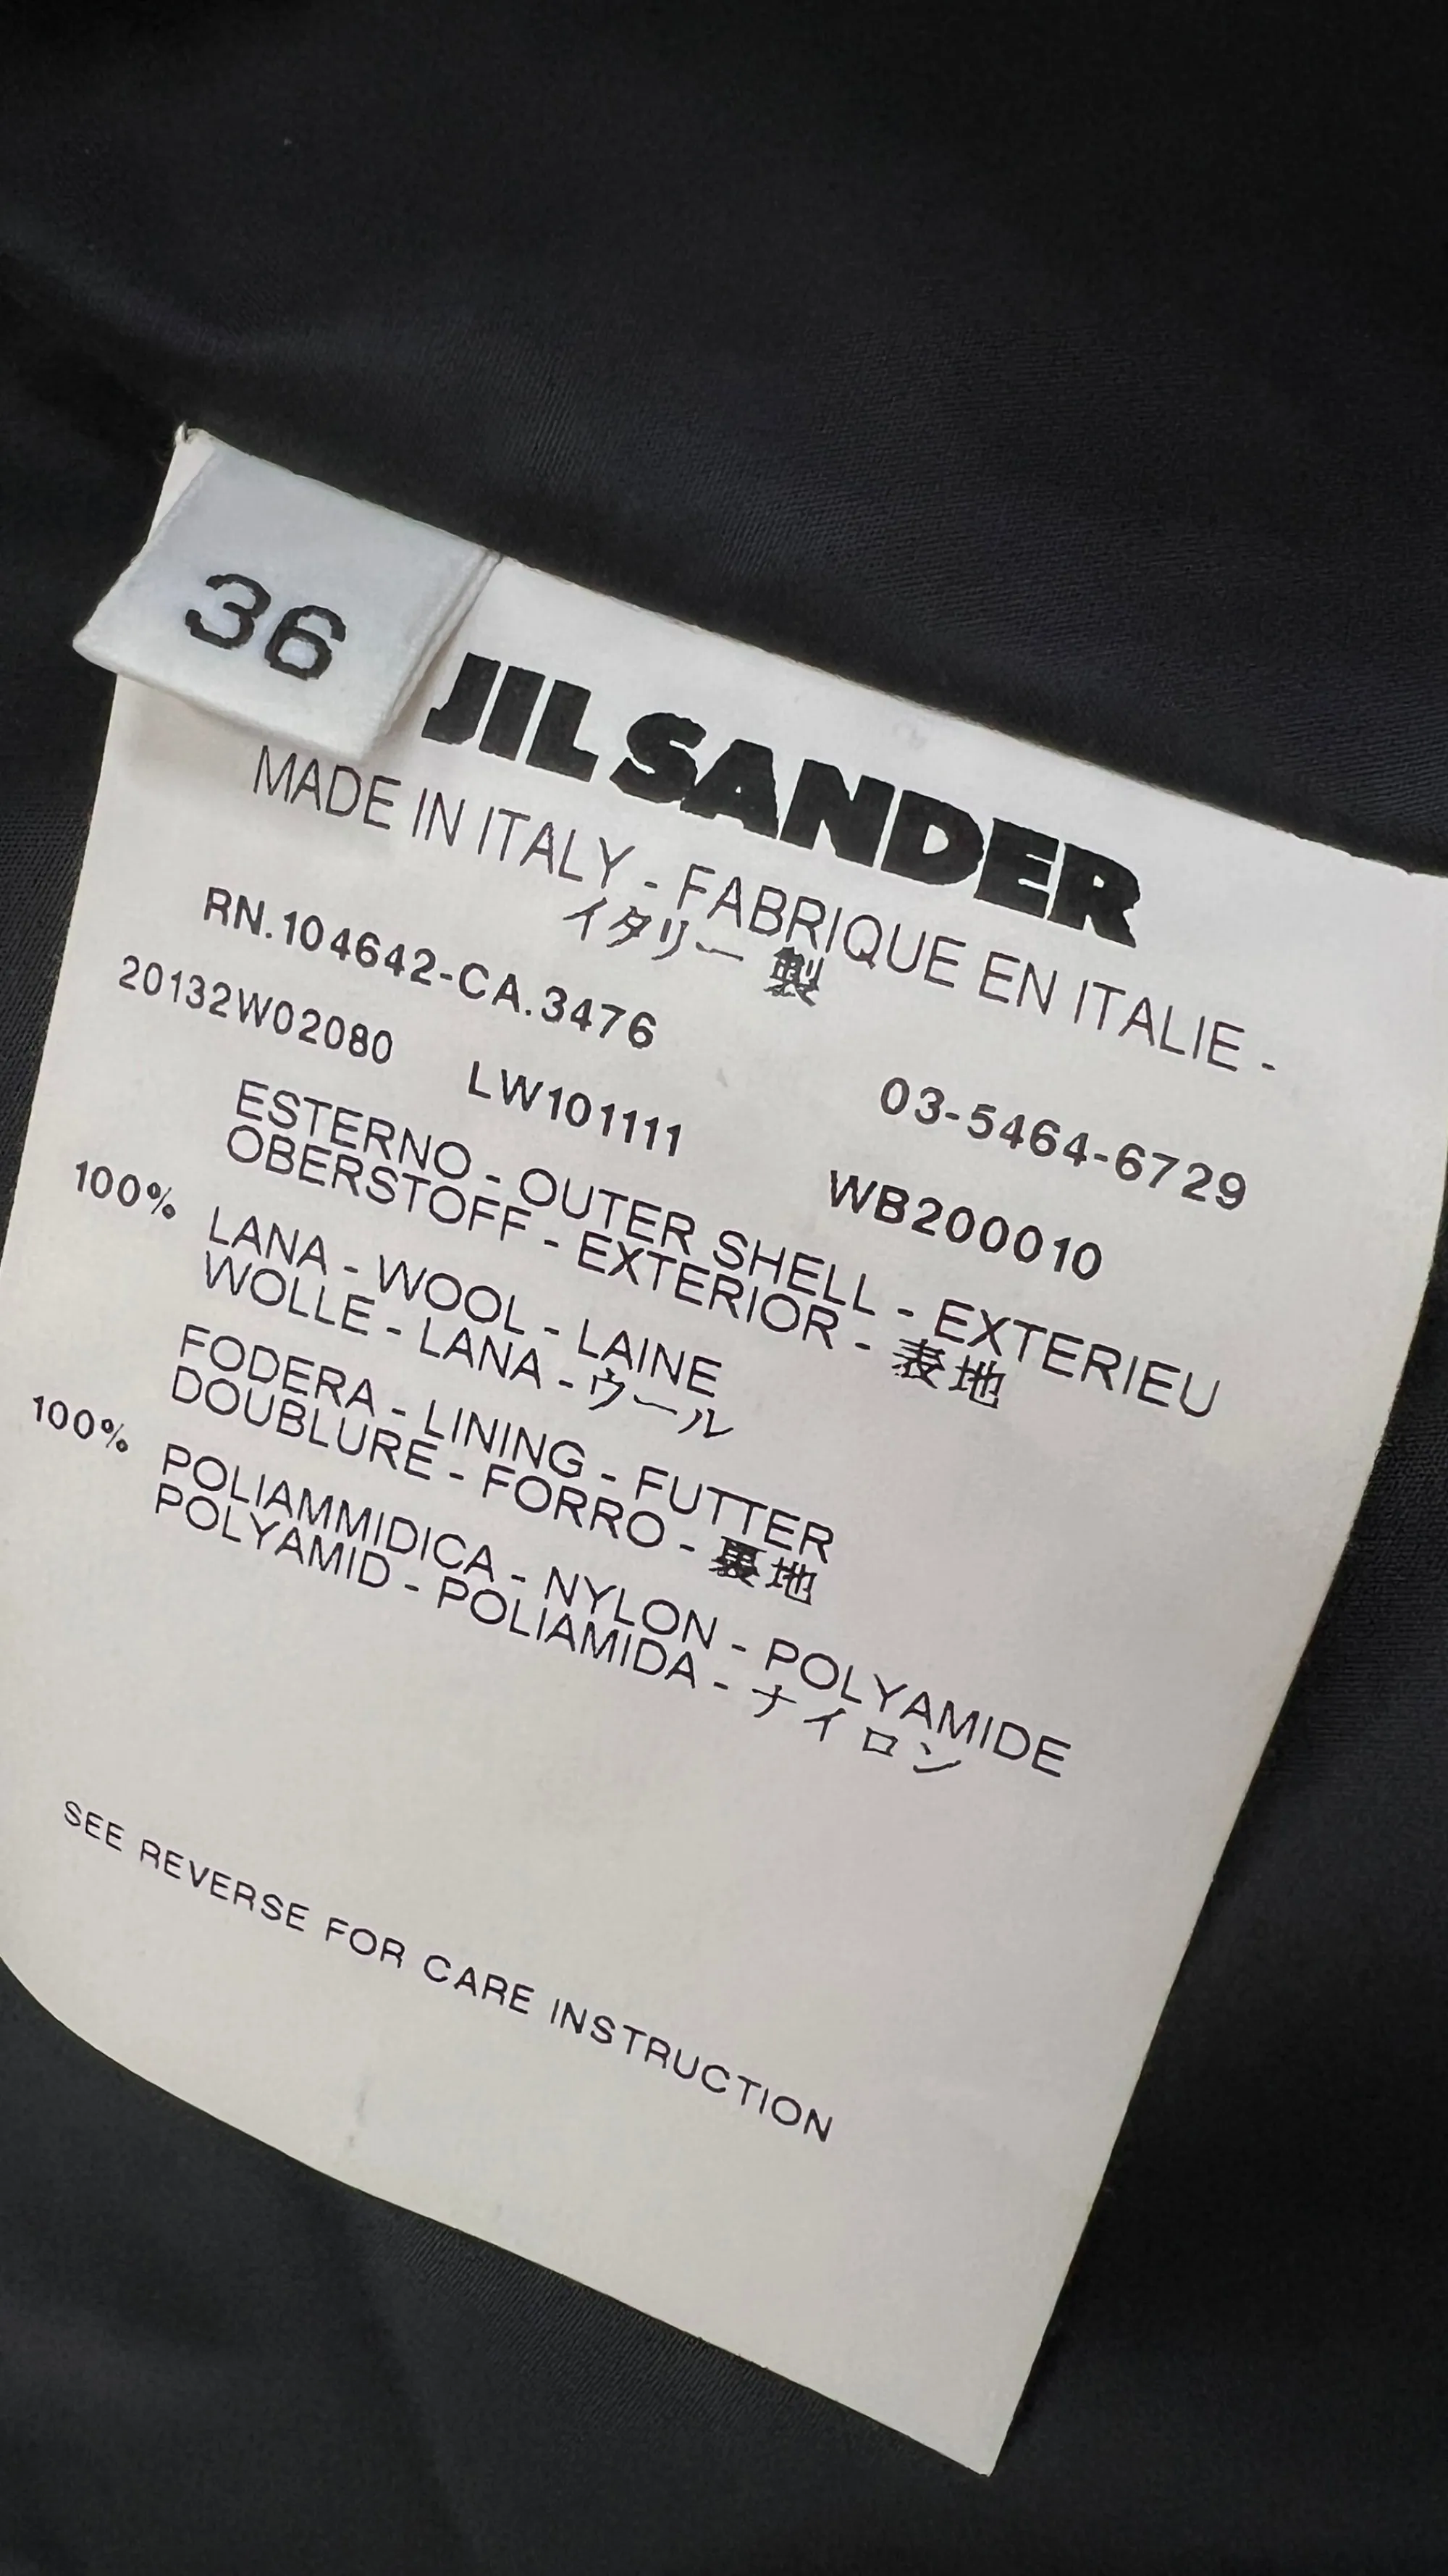 36
JIL SANDER
MADE IN ITALY - FABRIQUE EN ITALIE -
イタリー 製
RN.104642-CA.3476 03-5464-6729
20132W02080 LW101111 WB200010
ESTERNO - OUTER SHELL - EXTERIEU
OBERSTOFF - EXTERIOR - 表地
100% LANA - WOOL - LAINE
WOLLE - LANA - ウール
FODERA - LINING - FUTTER
DOUBLURE - FORRO - 裏地
100% POLIAMMIDICA - NYLON - POLYAMIDE
POLYAMID - POLIAMIDA - ナイロン
SEE REVERSE FOR CARE INSTRUCTION